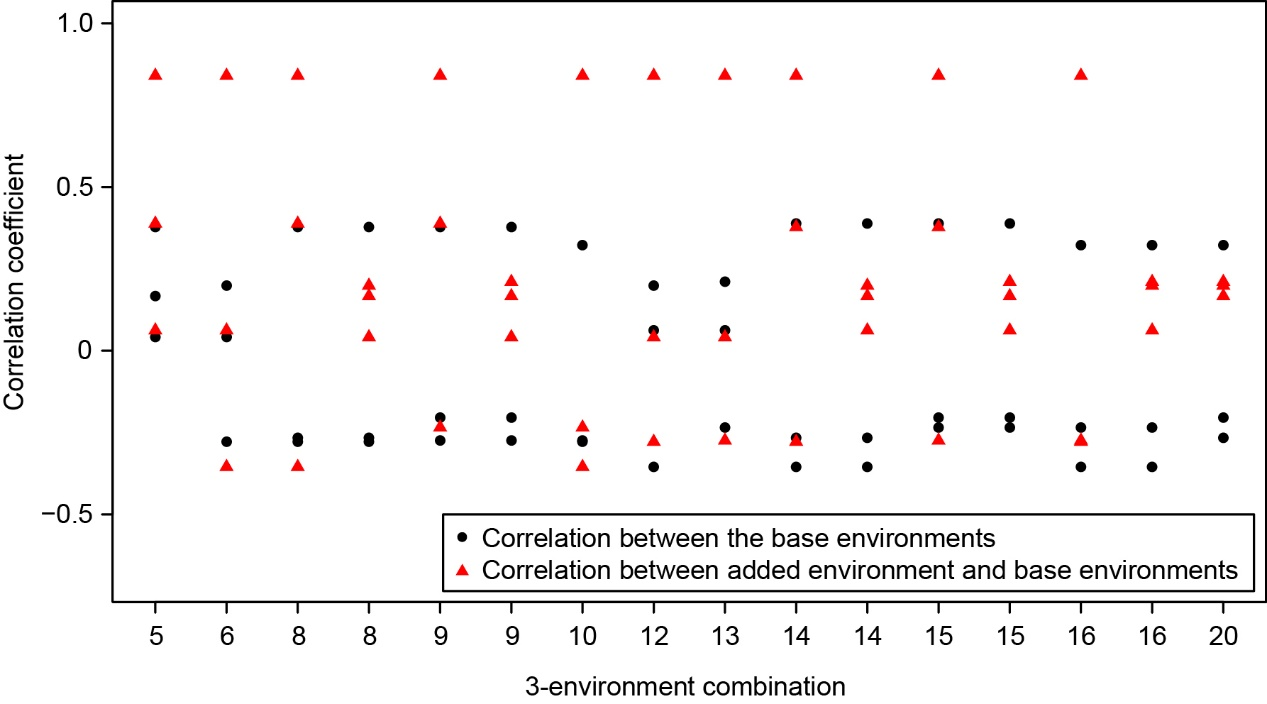 Correlation coefficient
1.0
0.5
0
−0.5
Correlation between the base environments
Correlation between added environment and base environments
5 6 8 8 9 9 10 12 13 14 14 15 15 16 16 20
3-environment combination